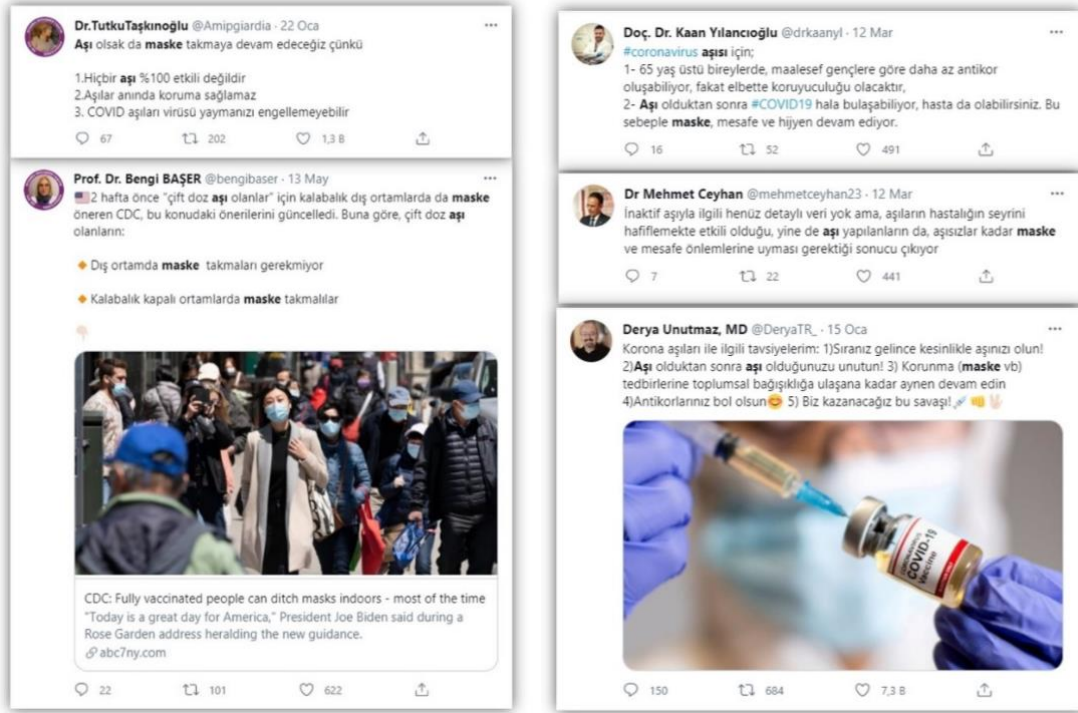 Dr.TutkuTaşkınoğlu @Amipgiardia · 22 Oca
Aşı olsak da maske takmaya devam edeceğiz çünkü
1.Hiçbir aşı %100 etkili değildir
2.Aşılar anında koruma sağlamaz
3. COVID aşıları virüsü yaymanızı engellemeyebilir
67 202 1,3 B
Prof. Dr. Bengi BAŞER @bengibaser · 13 May
2 hafta önce "çift doz aşı olanlar" için kalabalık dış ortamlarda da maske
öneren CDC, bu konudaki önerilerini güncelledi. Buna göre, çift doz aşı
olanların:
Dış ortamda maske takmaları gerekmiyor
Kalabalık kapalı ortamlarda maske takmalılar
CDC: Fully vaccinated people can ditch masks indoors - most of the time
"Today is a great day for America," President Joe Biden said during a
Rose Garden address heralding the new guidance.
abc7ny.com
22 101 622
Doç. Dr. Kaan Yılancıoğlu @drkaanyl · 12 Mar
#coronavirus aşısı için;
1- 65 yaş üstü bireylerde, maalesef gençlere göre daha az antikor
oluşabiliyor, fakat elbette koruyuculuğu olacaktır,
2- Aşı olduktan sonra #COVID19 hala bulaşabiliyor, hasta da olabilirsiniz. Bu
sebeple maske, mesafe ve hijyen devam ediyor.
16 52 491
Dr Mehmet Ceyhan @mehmetceyhan23 · 12 Mar
İnaktif aşıyla ilgili henüz detaylı veri yok ama, aşıların hastalığın seyrini
hafiflemekte etkili olduğu, yine de aşı yapılanların da, aşısızlar kadar maske
ve mesafe önlemlerine uyması gerektiği sonucu çıkıyor
7 22 441
Derya Unutmaz, MD @DeryaTR_ · 15 Oca
Korona aşıları ile ilgili tavsiyelerim: 1)Sıranız gelince kesinlikle aşınızı olun!
2)Aşı olduktan sonra aşı olduğunuzu unutun! 3) Korunma (maske vb)
tedbirlerine toplumsal bağışıklığa ulaşana kadar aynen devam edin
4)Antikorlarınız bol olsun😊 5) Biz kazanacağız bu savaşı!
CORONAVIRUS
COVID-19
Vaccine
150 684 7,3 B